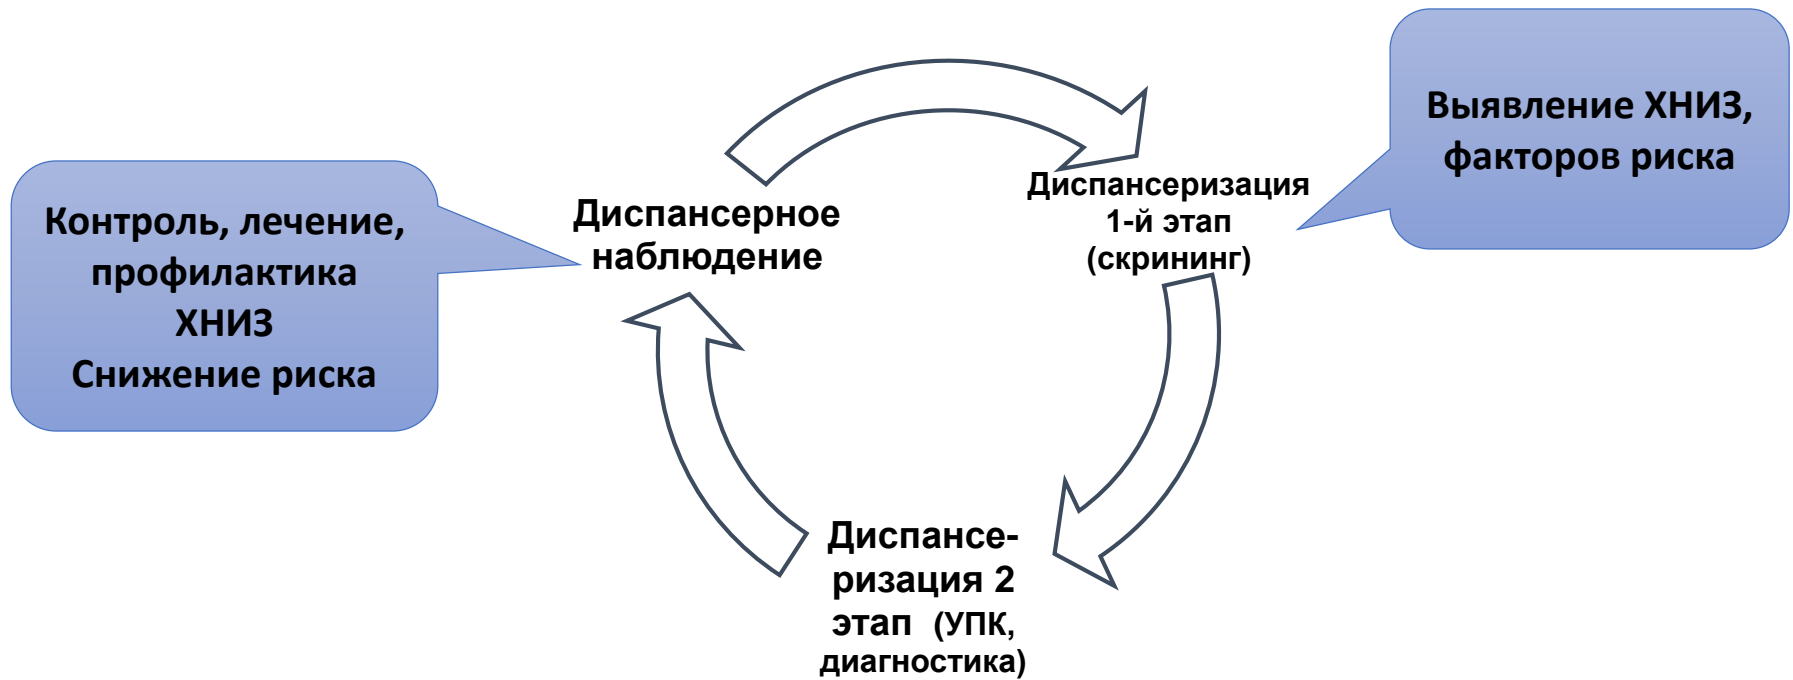 Выявление ХНИЗ,
факторов риска
Диспансеризация
1-й этап
(скрининг)
Контроль, лечение,
профилактика
ХНИЗ
Снижение риска
Диспансерное
наблюдение
Диспансе-
ризация 2
этап (УПК,
диагностика)